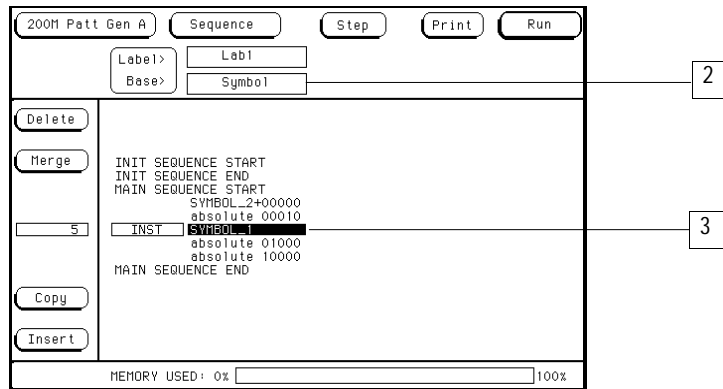 200M Patt Gen A Sequence Step Print Run
Label> Lab1
Base> Symbol
2
Delete
Merge
INIT SEQUENCE START
INIT SEQUENCE END
MAIN SEQUENCE START
SYMBOL_2+00000
absolute 00010
5 INST SYMBOL_1
3
absolute 01000
absolute 10000
MAIN SEQUENCE END
Copy
Insert
MEMORY USED: 0% 100%